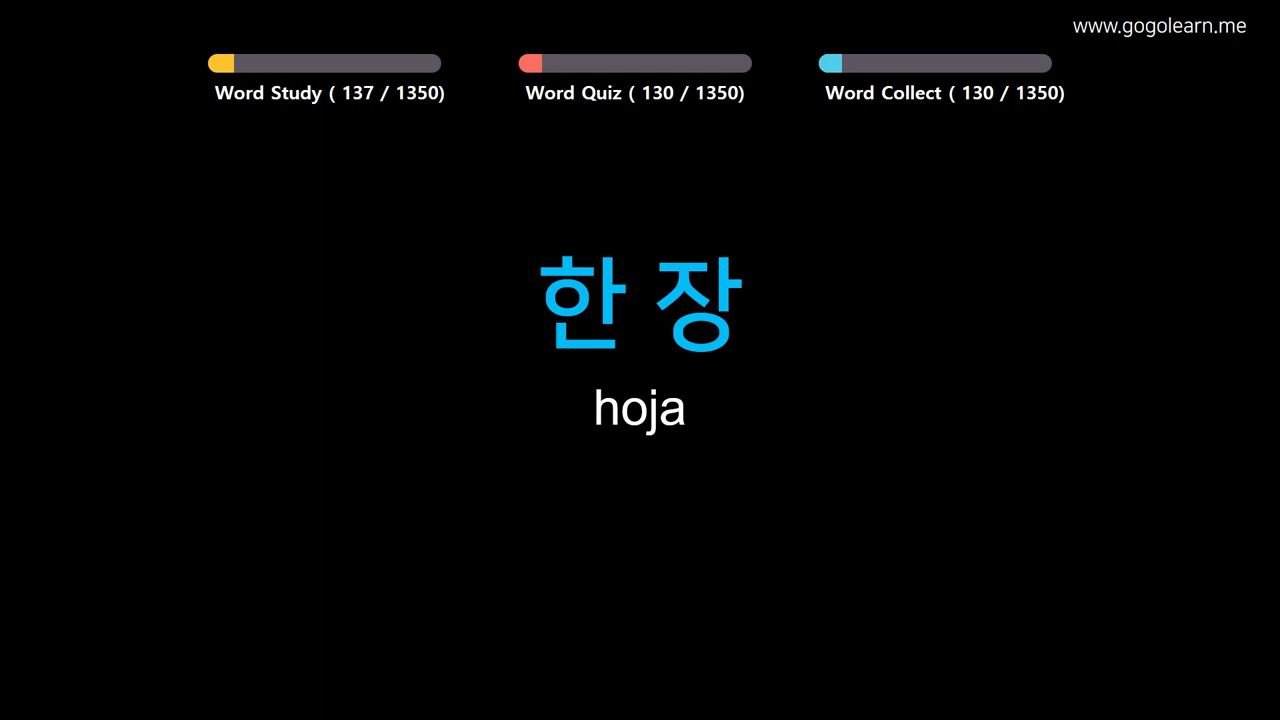 www.gogolearn.me
Word Study ( 137 / 1350)
Word Quiz ( 130 / 1350)
Word Collect ( 130 / 1350)
한 장
hoja